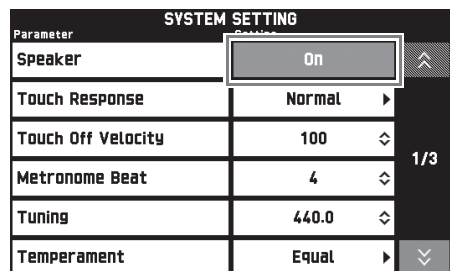 SYSTEM SETTING
Parameter
Speaker On
Touch Response Normal
Touch Off Velocity 100
1/3
Metronome Beat 4
Tuning 440.0
Temperament Equal